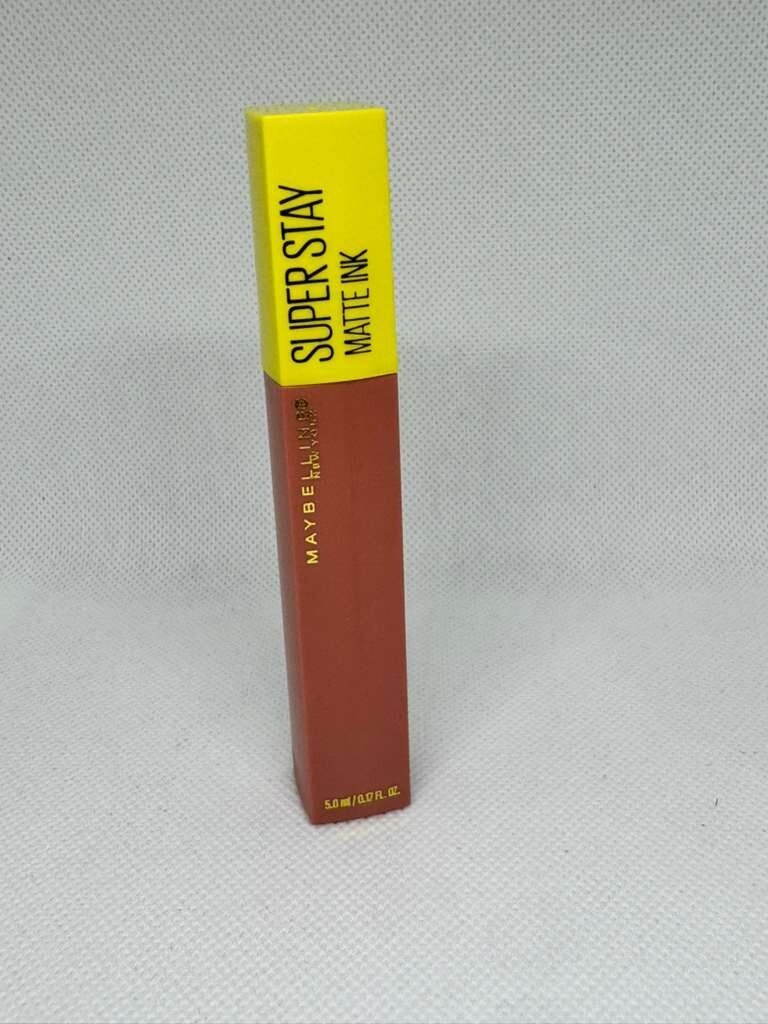 SUPER STAY
MATTE INK
MAYBELLINE
NEW YORK
5.0 ml / 0.17 FL. OZ.